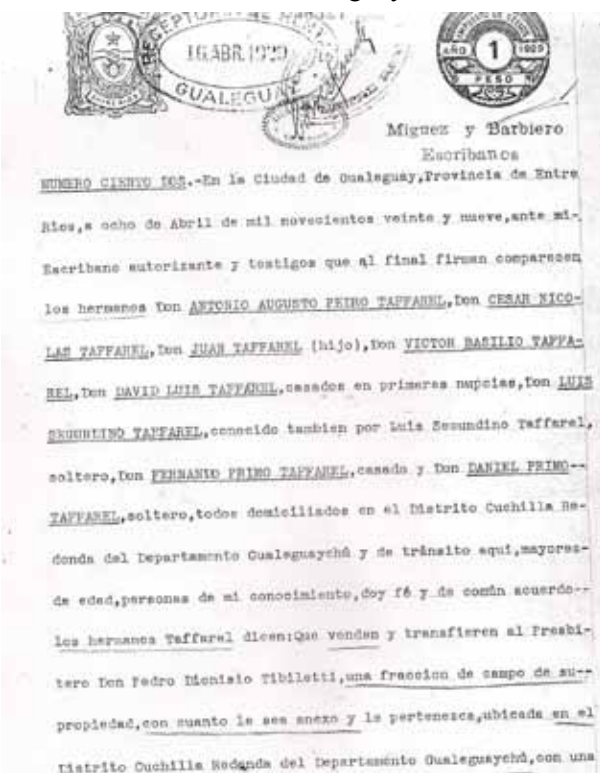 16 ABR. 1929
GUALEGUAY
IMPUESTO DE SELLOS
AÑO 1 1929
PESO
Miguez y Barbiero
Escribanos
NUMERO CIENTO DOS.-En la Ciudad de Gualeguay,Provincia de Entre
Rios,a ocho de Abril de mil novecientos veinte y nueve,ante mi-
Escribano autorizante y testigos que al final firman comparecen
los hermanos Don ANTONIO AUGUSTO PEDRO TAFFAREL,Don CESAR NICO-
LAS TAFFAREL,Don JUAN TAFFAREL (hijo),Don VICTOR BASILIO TAFFA-
REL,Don DAVID LUIS TAFFAREL,casados en primeras nupcias,Don LUIS
SEGUNDINO TAFFAREL,conocido tambien por Luis Secundino Taffarel,
soltero,Don FERNANDO PRIMO TAFFAREL,casado y Don DANIEL PRIMO--
TAFFAREL,soltero,todos domiciliados en el Distrito Cuchilla Re-
donda del Departamento Gualeguaychú y de tránsito aqui,mayores-
de edad,personas de mi conocimiento,doy fé y de común acuerdo--
los hermanos Taffarel dicen:Que venden y transfieren al Presbi-
tero Don Pedro Dionisio Tibiletti,una fraccion de campo de su--
propiedad,con cuanto le sea anexo y le pertenezca,ubicada en el
Distrito Cuchilla Redonda del Departamento Gualeguaychú,con una